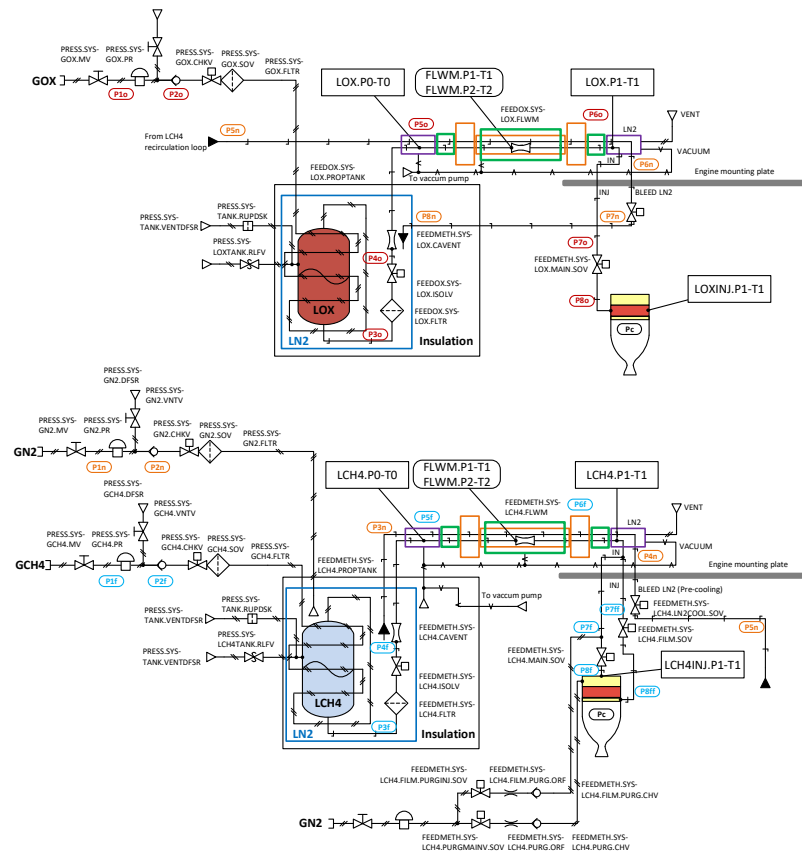 PRESS.SYS-
GOX.MV
PRESS.SYS-
GOX.PR
PRESS.SYS-
GOX.CHKV
PRESS.SYS-
GOX.SOV
PRESS.SYS-
GOX.FLTR
GOX
P1o
P2o
LOX.P0-T0
FLWM.P1-T1
FLWM.P2-T2
LOX.P1-T1
FEEDOX.SYS-
LOX.FLWM
P5o
P6o
LN2
VENT
VACUUM
From LCH4
recirculation loop
P5n
IN
P6n
INJ
Engine mounting plate
To vaccum pump
FEEDOX.SYS-
LOX.PROPTANK
BLEED LN2
P8n
P7n
PRESS.SYS-
TANK.RUPDSK
TANK.VENTDFSR
PRESS.SYS-
LOXTANK.RLFV
FEEDMETH.SYS-
LOX.CAVENT
P4o
FEEDOX.SYS-
LOX.ISOLV
FEEDOX.SYS-
LOX.FLTR
P3o
LOX
LN2
Insulation
P7o
FEEDMETH.SYS-
LOX.MAIN.SOV
P8o
LOXINJ.P1-T1
Pc
PRESS.SYS-
GN2.DFSR
PRESS.SYS-
GN2.VNTV
PRESS.SYS-
GN2.MV
PRESS.SYS-
GN2.PR
PRESS.SYS-
GN2.CHKV
PRESS.SYS-
GN2.SOV
PRESS.SYS-
GN2.FLTR
GN2
P1n
P2n
PRESS.SYS-
GCH4.DFSR
PRESS.SYS-
GCH4.VNTV
PRESS.SYS-
GCH4.MV
PRESS.SYS-
GCH4.PR
PRESS.SYS-
GCH4.CHKV
PRESS.SYS-
GCH4.SOV
PRESS.SYS-
GCH4.FLTR
GCH4
P1f
P2f
LCH4.P0-T0
FLWM.P1-T1
FLWM.P2-T2
LCH4.P1-T1
FEEDMETH.SYS-
LCH4.FLWM
P3n
P5f
P6f
LN2
VENT
VACUUM
P4n
IN
INJ
Engine mounting plate
FEEDMETH.SYS-
LCH4.PROPTANK
To vaccum pump
BLEED LN2 (Pre-cooling)
FEEDMETH.SYS-
LCH4.LN2COOL.SOV
P7ff
P7f
FEEDMETH.SYS-
LCH4.FILM.SOV
P5n
PRESS.SYS-
TANK.RUPDSK
PRESS.SYS-
TANK.VENTDFSR
PRESS.SYS-
LCH4TANK.RLFV
PRESS.SYS-
TANK.VENTDFSR
FEEDMETH.SYS-
LCH4.CAVENT
P4f
FEEDMETH.SYS-
LCH4.ISOLV
FEEDMETH.SYS-
LCH4.FLTR
P3f
LCH4
LN2
Insulation
FEEDMETH.SYS-
LCH4.MAIN.SOV
P8f
LCH4INJ.P1-T1
P8ff
Pc
FEEDMETH.SYS-
LCH4.FILM.PURGINJ.SOV
FEEDMETH.SYS-
LCH4.FILM.PURG.ORF
FEEDMETH.SYS-
LCH4.FILM.PURG.CHV
GN2
FEEDMETH.SYS-
LCH4.PURGMAINV.SOV
FEEDMETH.SYS-
LCH4.PURG.ORF
FEEDMETH.SYS-
LCH4.PURG.CHV